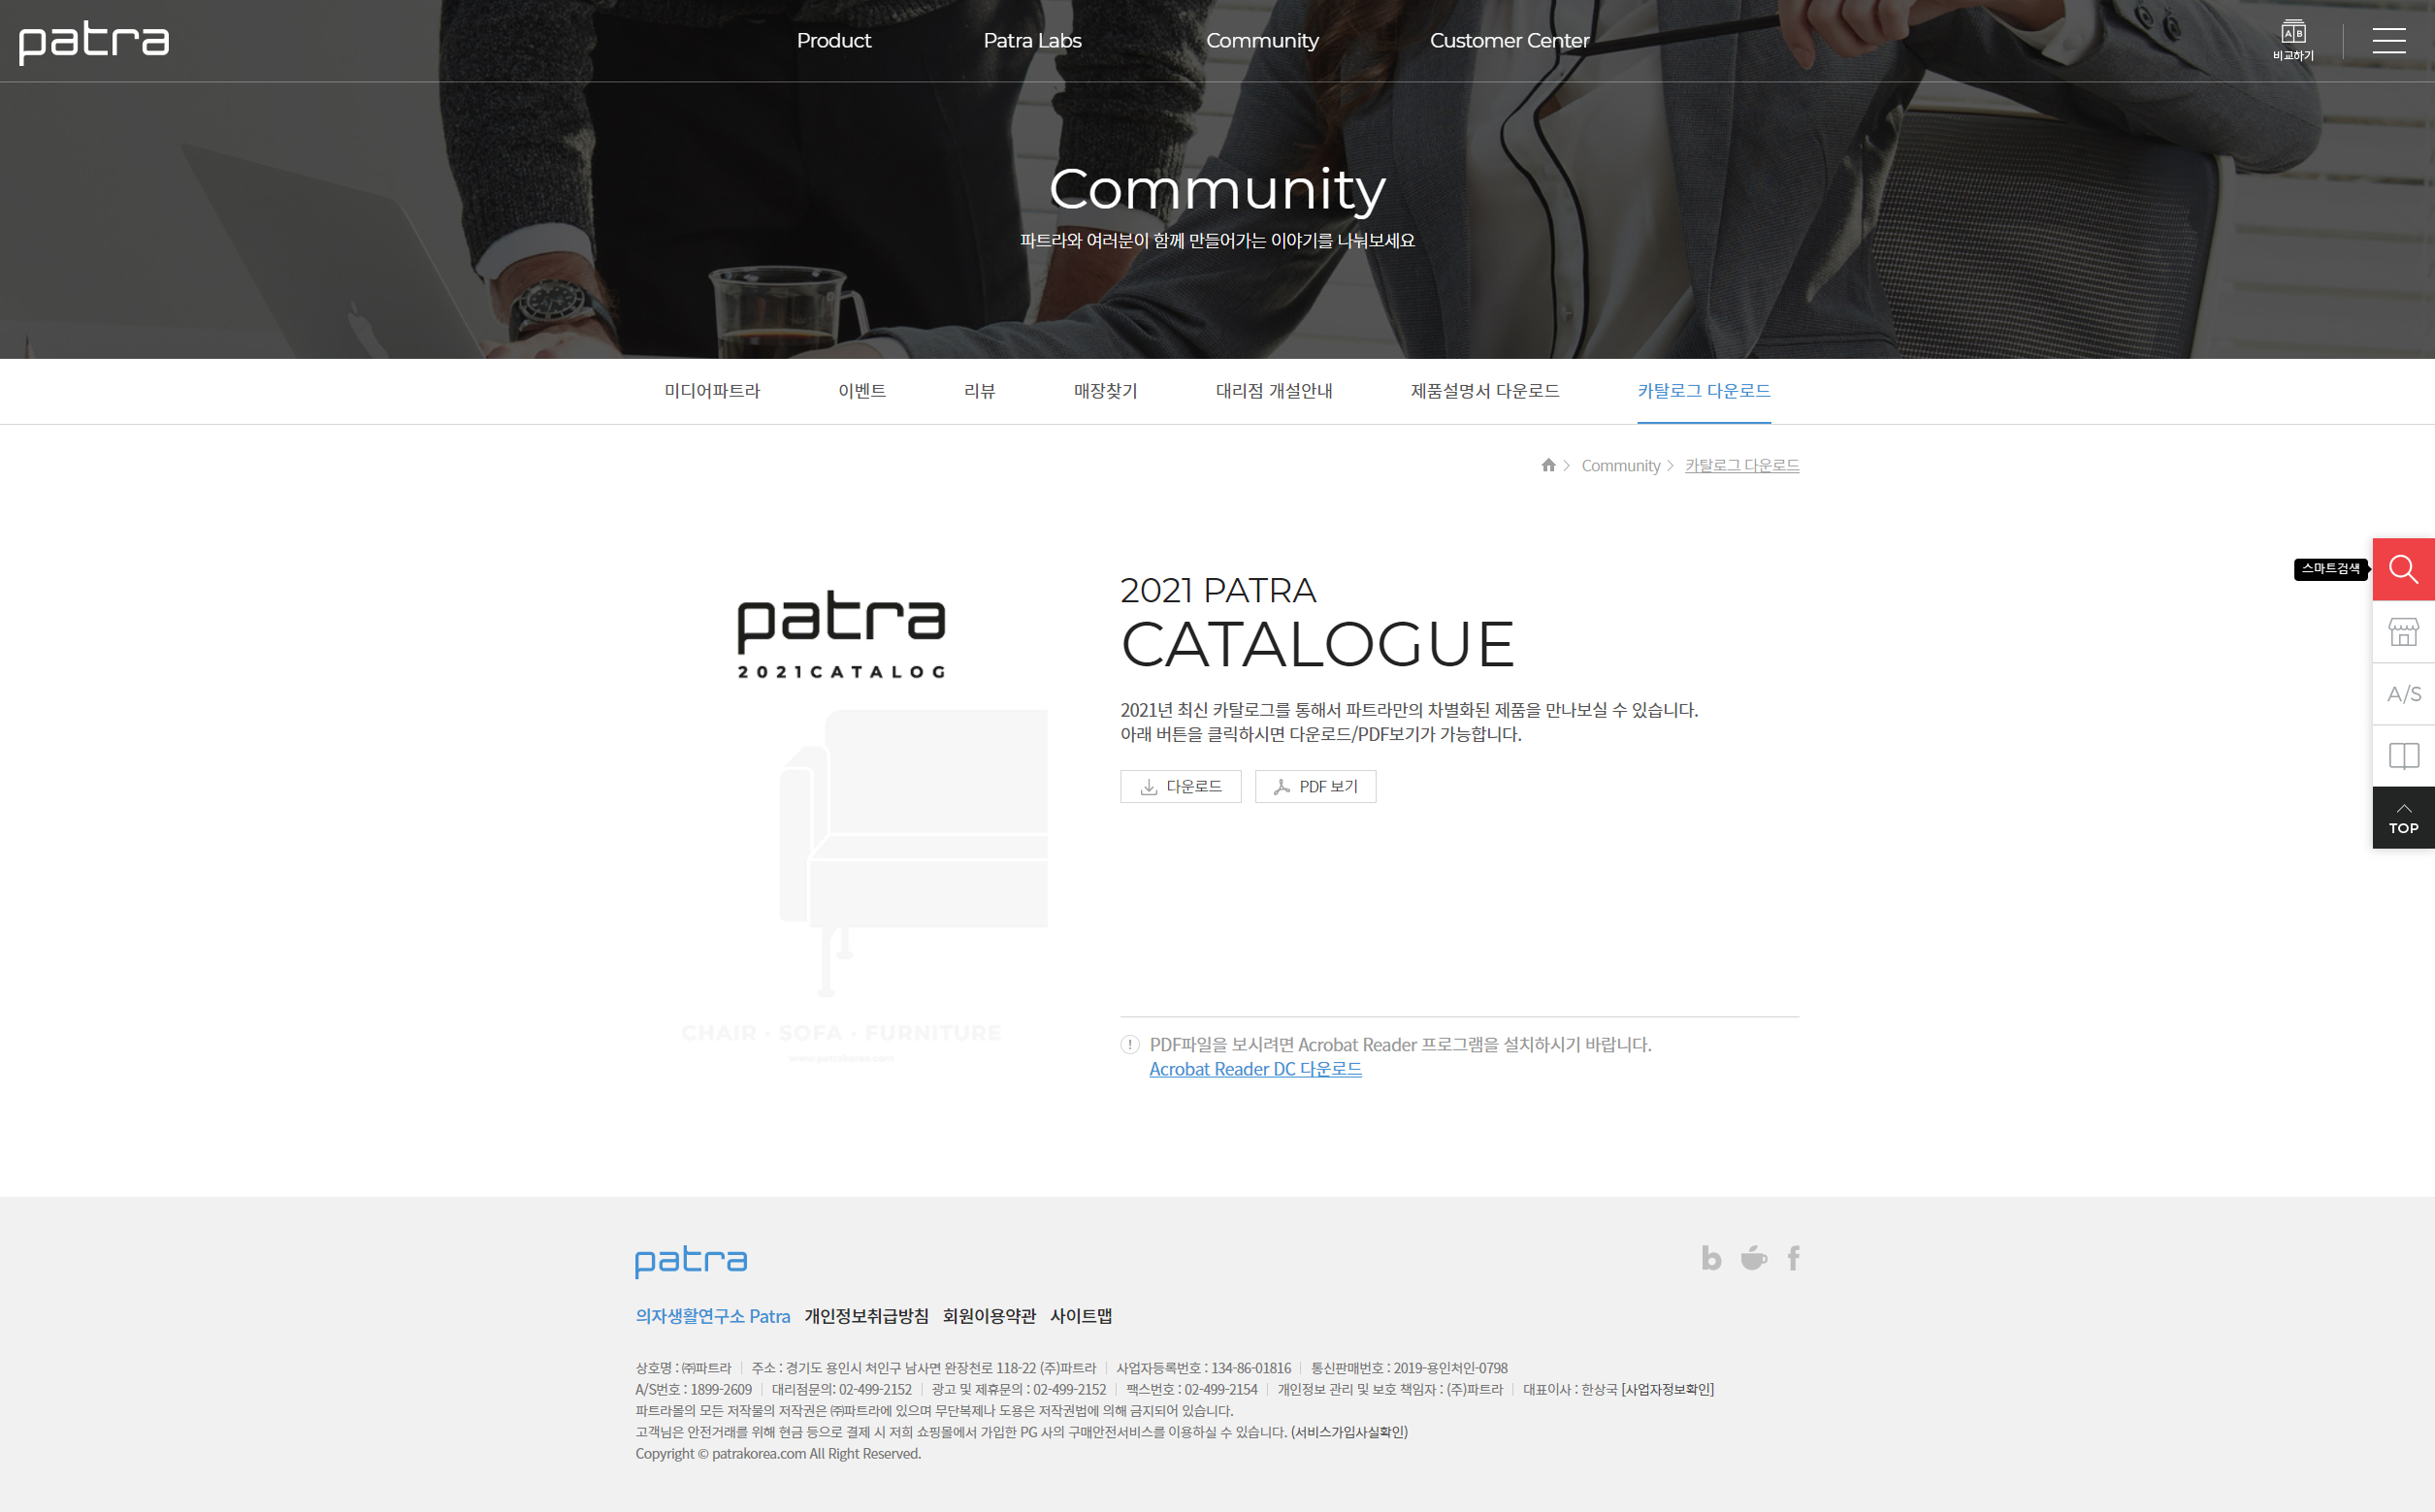 patra
Product
Patra Labs
Community
Customer Center
A B
비교하기
Community
파트라와 여러분이 함께 만들어가는 이야기를 나눠보세요
미디어파트라
이벤트
리뷰
매장찾기
대리점 개설안내
제품설명서 다운로드
카탈로그 다운로드
Community
카탈로그 다운로드
스마트검색
A/S
TOP
patra
2021CATALOG
CHAIR · SOFA · FURNITURE
www.patrakorea.com
2021 PATRA
CATALOGUE
2021년 최신 카탈로그를 통해서 파트라만의 차별화된 제품을 만나보실 수 있습니다.
아래 버튼을 클릭하시면 다운로드/PDF보기가 가능합니다.
다운로드
PDF 보기
PDF파일을 보시려면 Acrobat Reader 프로그램을 설치하시기 바랍니다.
Acrobat Reader DC 다운로드
patra
의자생활연구소 Patra 개인정보취급방침 회원이용약관 사이트맵
상호명 : ㈜파트라 | 주소 : 경기도 용인시 처인구 남사면 완장천로 118-22 (주)파트라 | 사업자등록번호 : 134-86-01816 | 통신판매번호 : 2019-용인처인-0798
A/S번호 : 1899-2609 | 대리점문의: 02-499-2152 | 광고 및 제휴문의 : 02-499-2152 | 팩스번호 : 02-499-2154 | 개인정보 관리 및 보호 책임자 : (주)파트라 | 대표이사 : 한상국 [사업자정보확인]
파트라몰의 모든 저작물의 저작권은 ㈜파트라에 있으며 무단복제나 도용은 저작권법에 의해 금지되어 있습니다.
고객님은 안전거래를 위해 현금 등으로 결제 시 저희 쇼핑몰에서 가입한 PG 사의 구매안전서비스를 이용하실 수 있습니다. (서비스가입사실확인)
Copyright © patrakorea.com All Right Reserved.